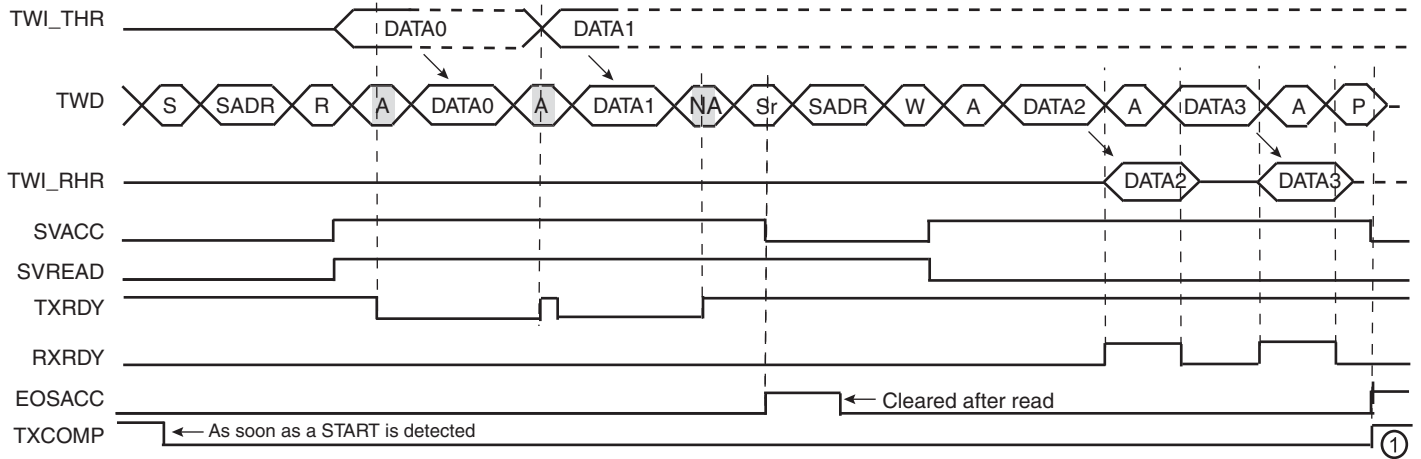 TWI_THR DATA0 DATA1
TWD S SADR R A DATA0 A DATA1 NA Sr SADR W A DATA2 A DATA3 A P
TWI_RHR DATA2 DATA3
SVACC
SVREAD
TXRDY
RXRDY
EOSACC Cleared after read
TXCOMP As soon as a START is detected 1